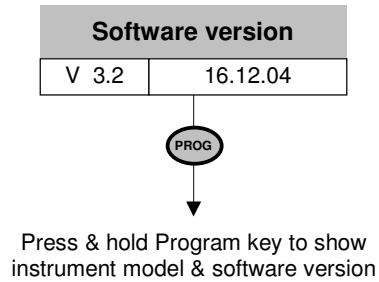 Software version
V 3.2 16.12.04
PROG
Press & hold Program key to show
instrument model & software version